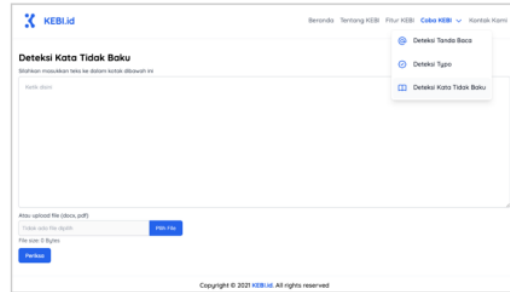 KEBI.id
Beranda Tentang KEBI Fitur KEBI Coba KEBI Kontak Kami
Deteksi Tanda Baca
Deteksi Typo
Deteksi Kata Tidak Baku
Deteksi Kata Tidak Baku
Silahkan masukkan teks ke dalam kotak dibawah ini
Ketik disini
Atau upload file (docx, pdf)
Tidak ada file dipilih
Pilih File
File size: 0 Bytes
Periksa
Copyright © 2021 KEBI.id. All rights reserved